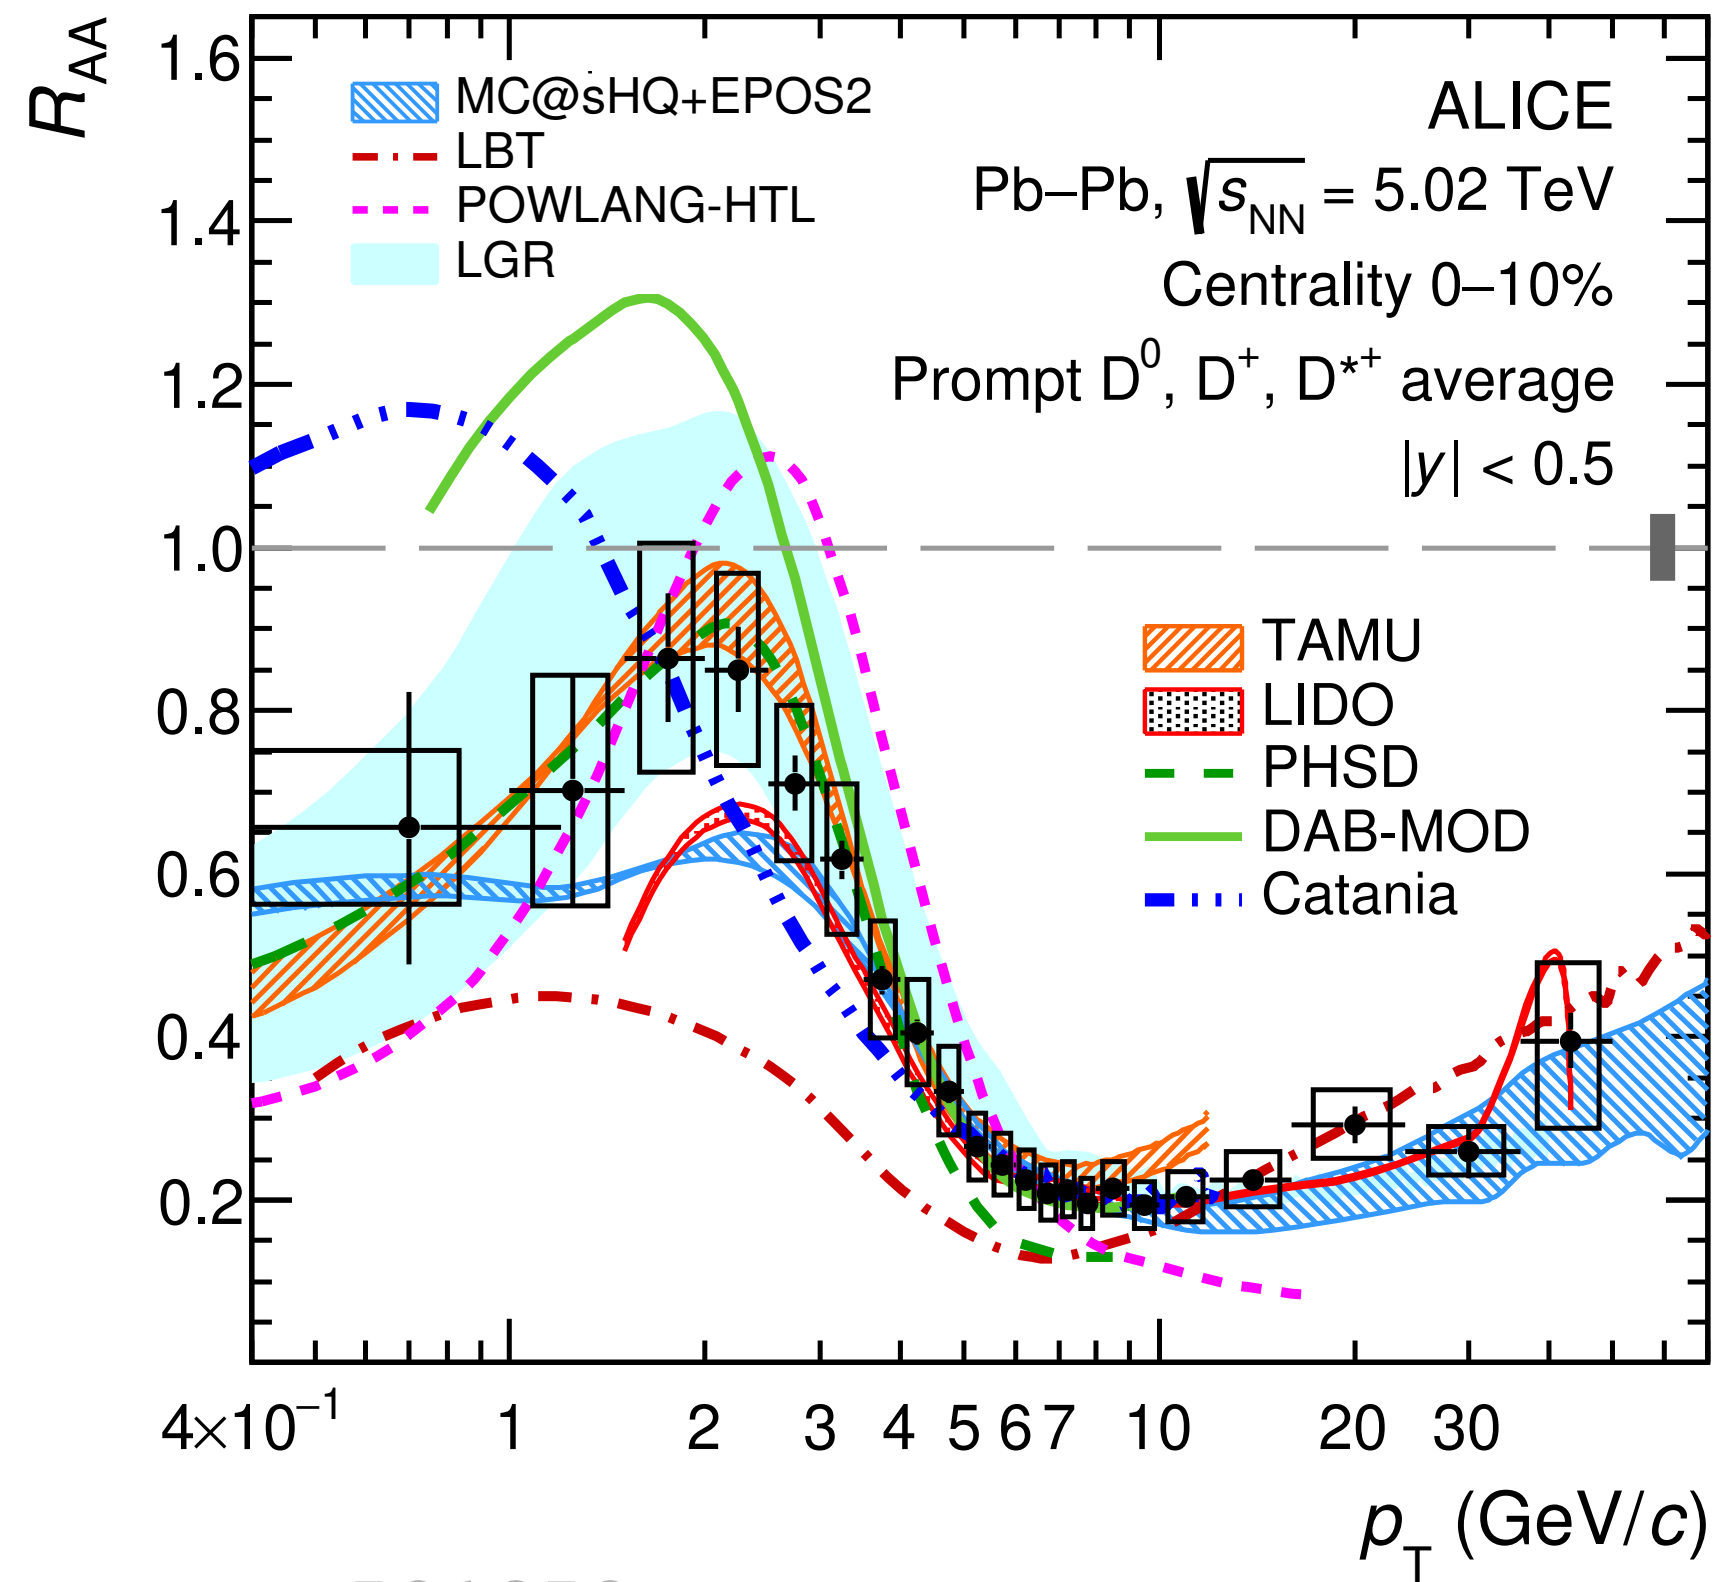 R_AA
1.6
1.4
1.2
1.0
0.8
0.6
0.4
0.2
MC@sHQ+EPOS2
LBT
POWLANG-HTL
LGR
ALICE
Pb–Pb, √s_NN = 5.02 TeV
Centrality 0–10%
Prompt D⁰, D⁺, D*⁺ average
|y| < 0.5
TAMU
LIDO
PHSD
DAB-MOD
Catania
4×10⁻¹ 1 2 3 4 5 6 7 10 20 30
p_T (GeV/c)